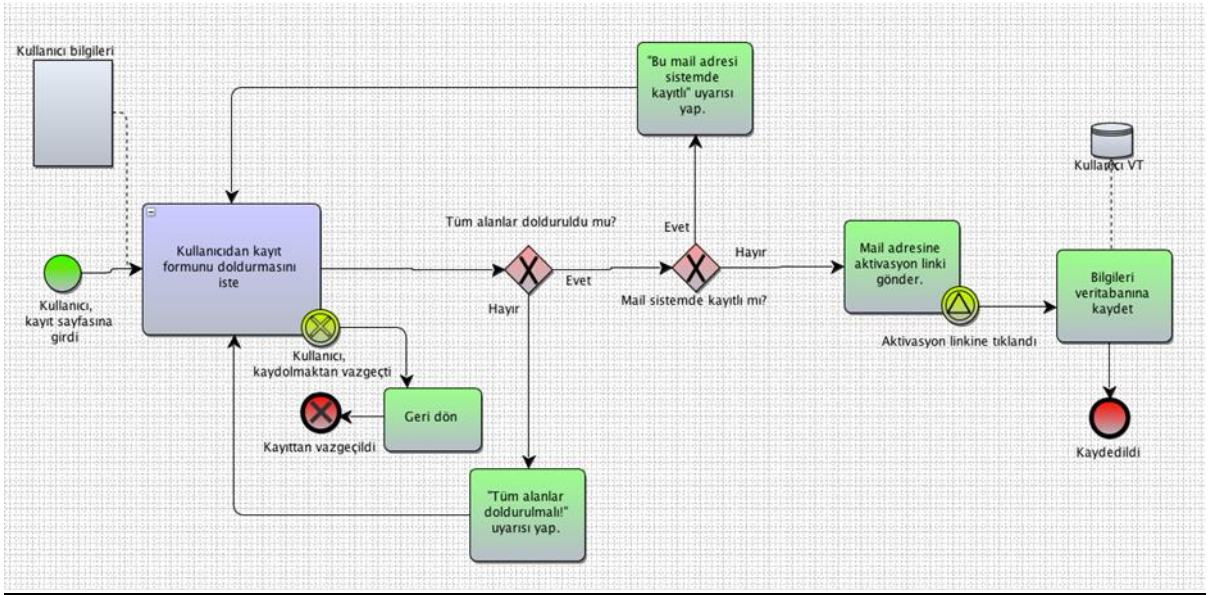 Kullanıcı bilgileri
"Bu mail adresi
sistemde
kayıtlı" uyarısı
yap.
Kullanıcı VT
Tüm alanlar dolduruldu mu?
Kullanıcıdan kayıt
formunu doldurmasını
iste
Evet
Hayır
Mail adresine
aktivasyon linki
gönder.
Bilgileri
veritabanına
kaydet
Evet
Hayır
Mail sistemde kayıtlı mı?
Kullanıcı,
kayıt sayfasına
girdi
Aktivasyon linkine tıklandı
Kullanıcı,
kaydolmaktan vazgeçti
Geri dön
Kayıttan vazgeçildi
Kaydedildi
"Tüm alanlar
doldurulmalı!"
uyarısı yap.